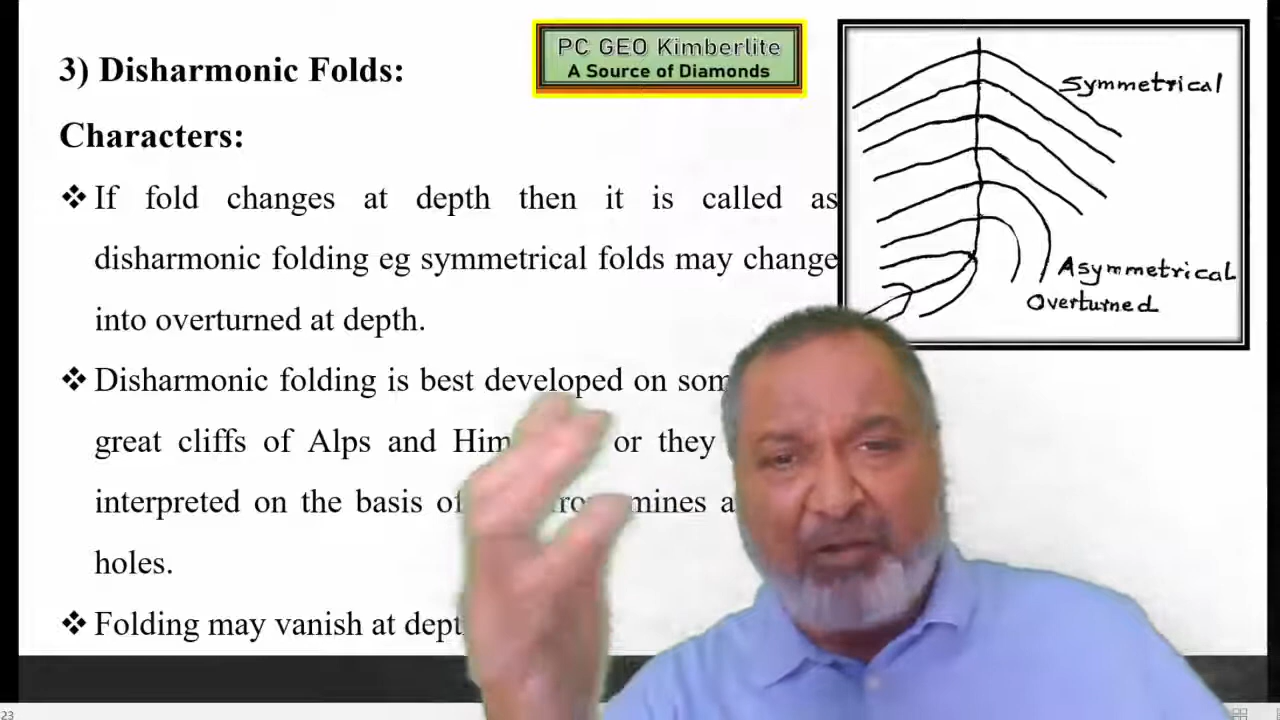 3) Disharmonic Folds:
PC GEO Kimberlite
A Source of Diamonds
Characters:
❖ If fold changes at depth then it is called as
disharmonic folding eg symmetrical folds may change
into overturned at depth.
❖ Disharmonic folding is best developed on
great cliffs of Alps and or they
interpreted on the basis of mines
holes.
❖ Folding may vanish at
Symmetrical
Asymmetrical
Overturned
23